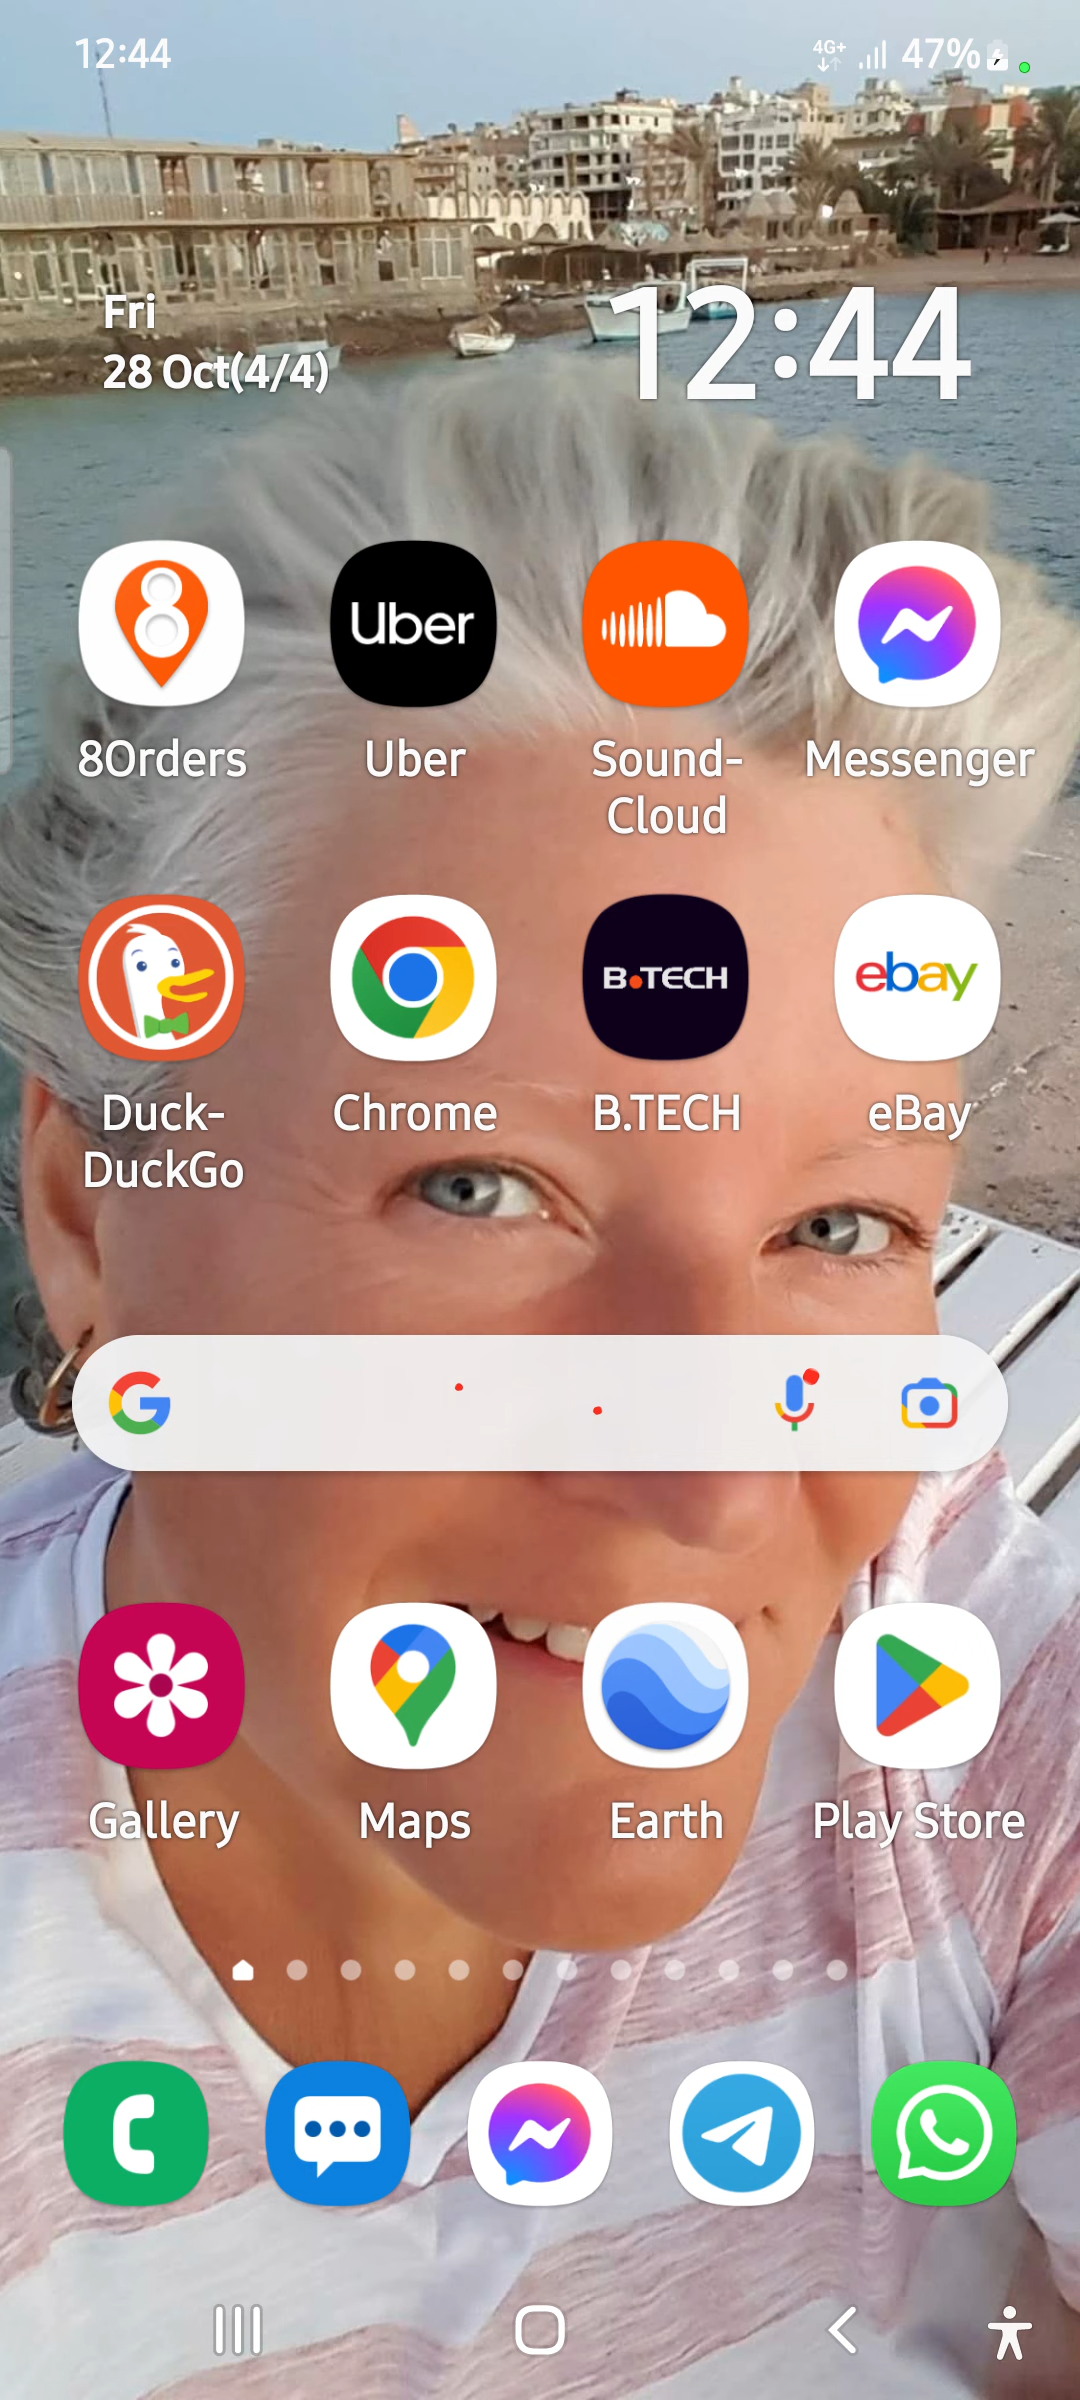 12:44
4G+
47%
Fri
28 Oct(4/4)
12:44
8
Uber
8Orders
Uber
Sound-
Cloud
Messenger
B.TECH
ebay
Duck-
DuckGo
Chrome
B.TECH
eBay
G
Gallery
Maps
Earth
Play Store